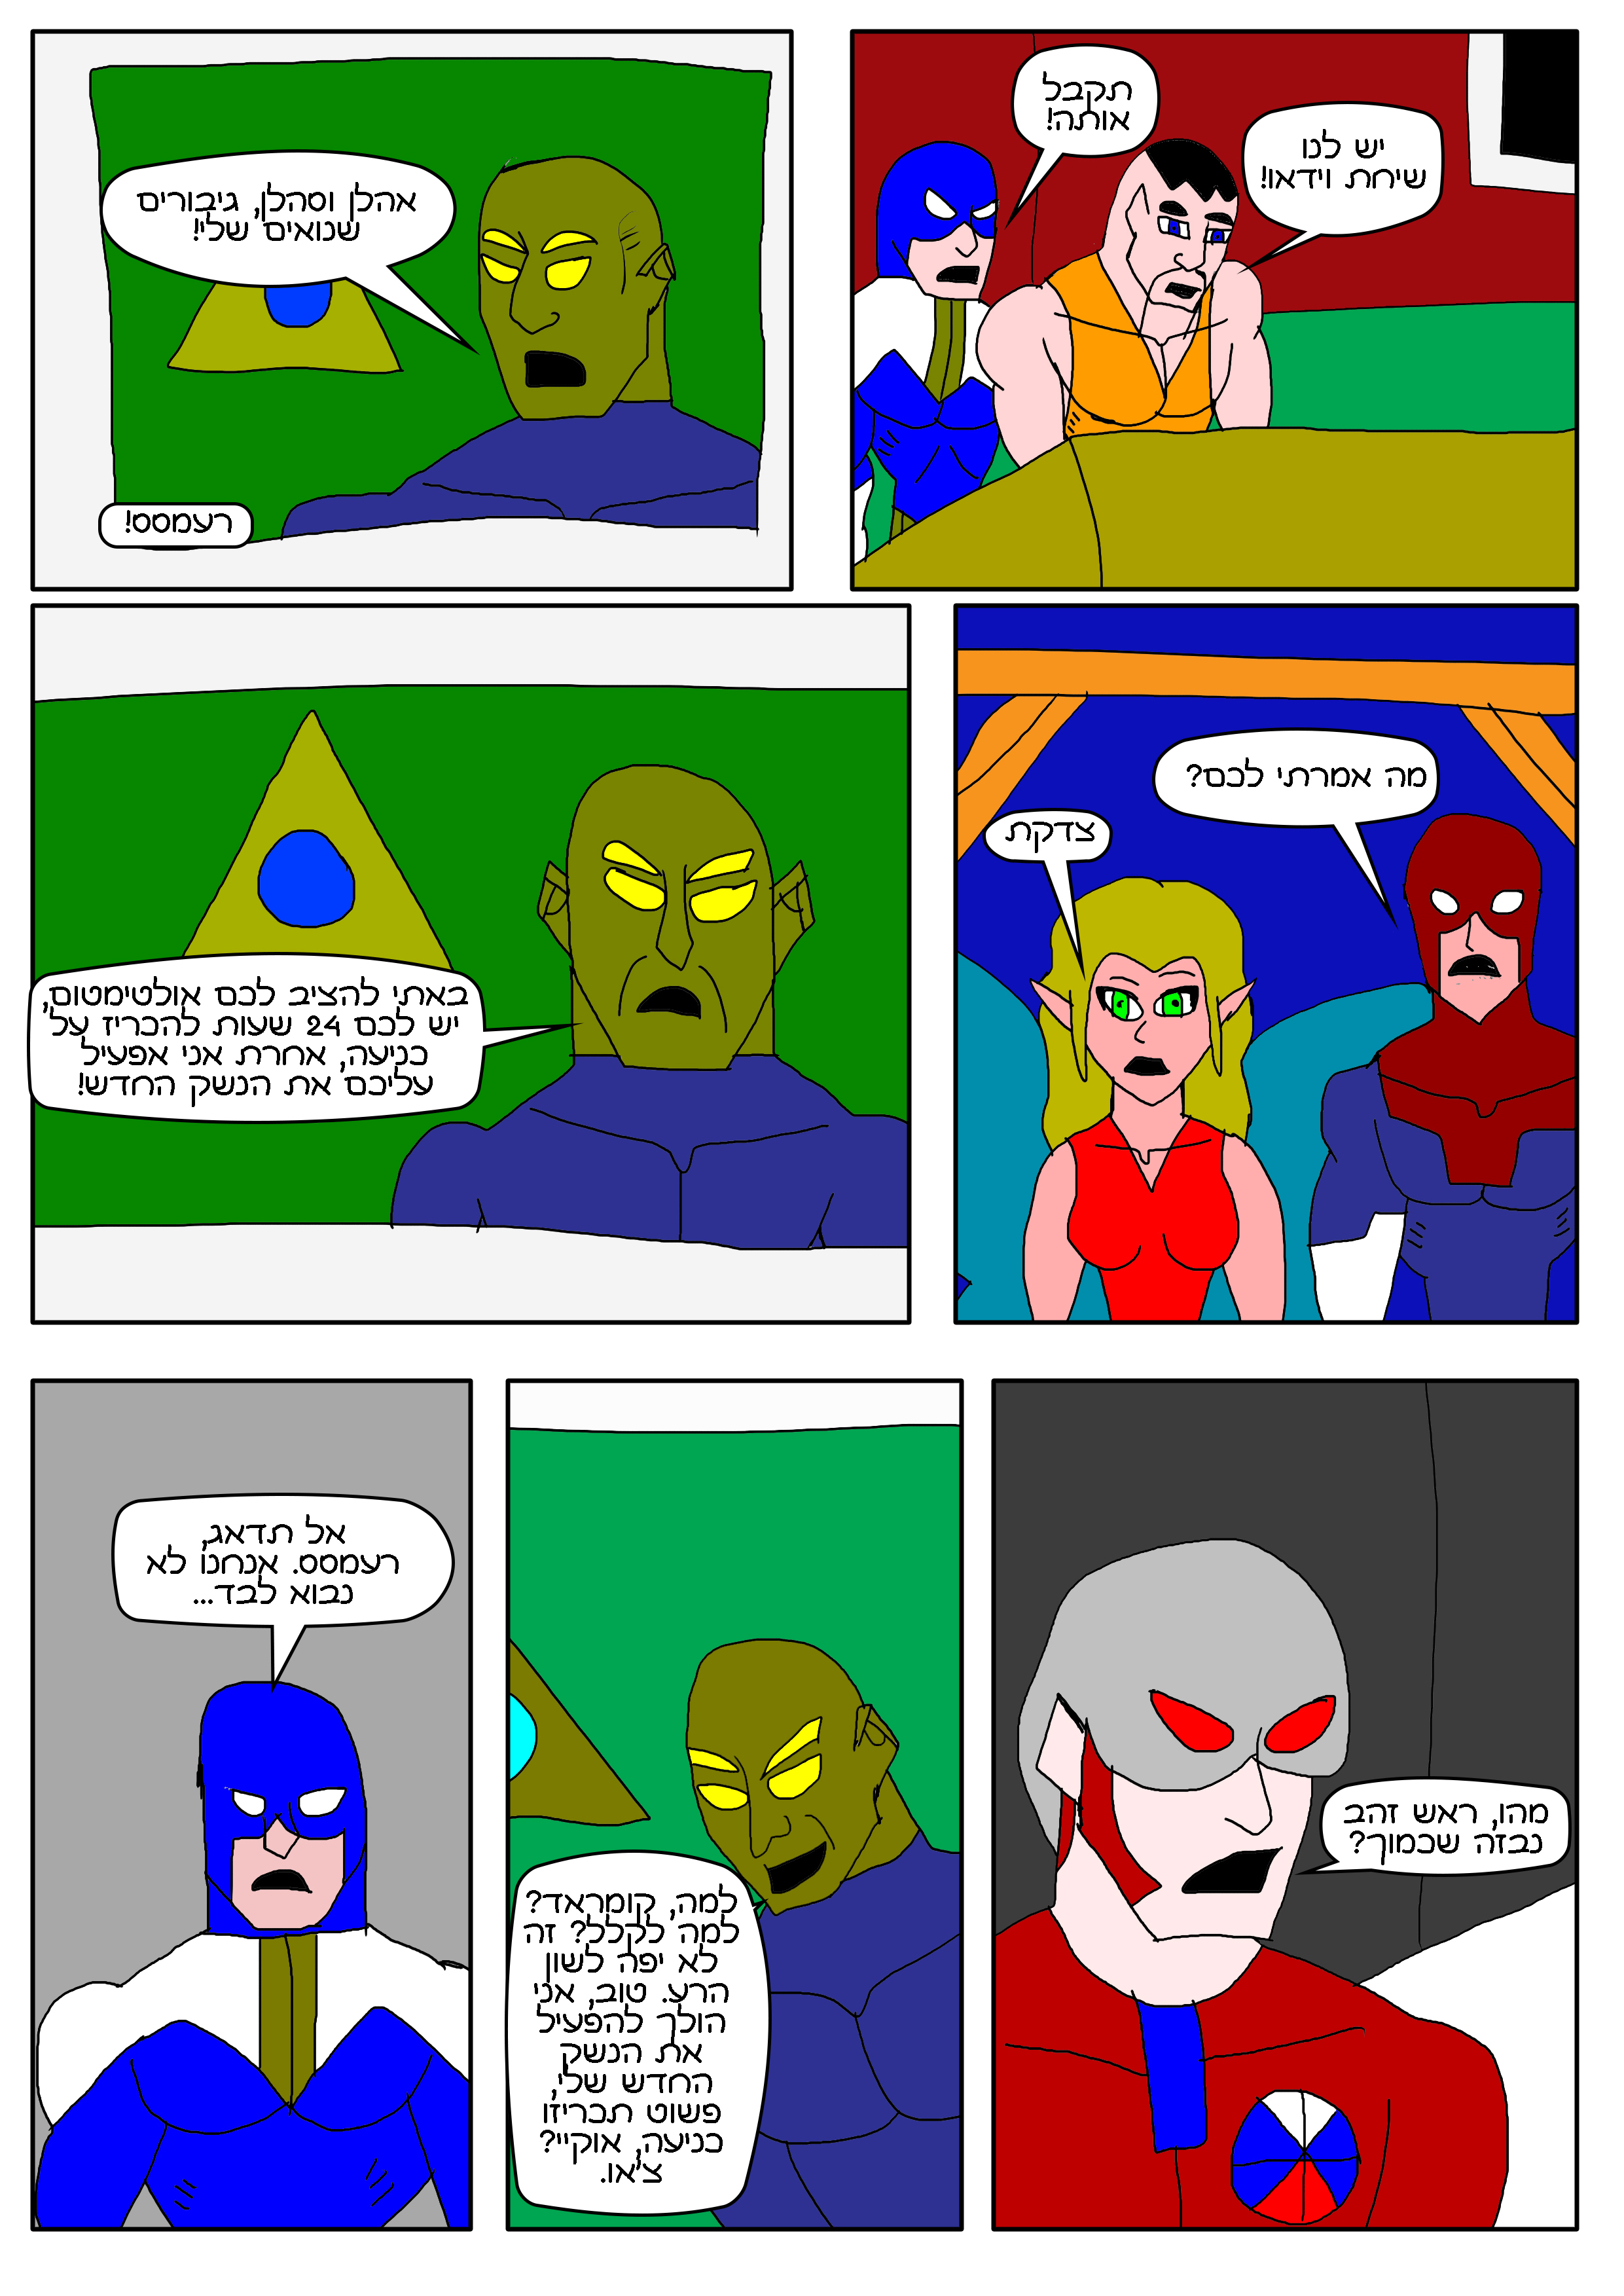 יש לנו
שיחת וידאו!
תקבל
אותה!
אהלן וסהלן, גיבורים
שנואים שלי!
רעמסס!
מה אמרתי לכם?
צדקת
באתי להציב לכם אולטימטום,
יש לכם 24 שעות להכריז על
כניעה, אחרת אני אפעיל
עליכם את הנשק החדש!
מהו, ראש זהב
נבזה שכמוך?
למה, קומראד?
למה לקלל? זה
לא יפה לשון
הרע. טוב, אני
הולך להפעיל
את הנשק
החדש שלי,
פשוט תכריזו
כניעה, אוקיי?
צ'או.
אל תדאג,
רעמסס. אנחנו לא
נבוא לבד...